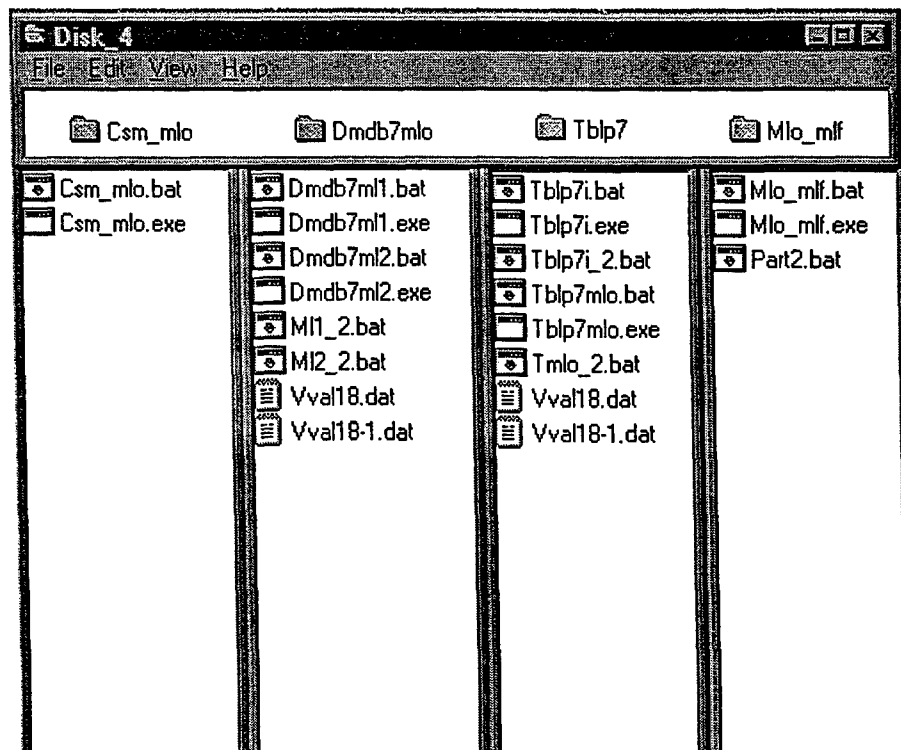 Disk_4
File Edit View Help
Csm_mlo Dmdb7mlo Tblp7 Mlo_mlf
Csm_mlo.bat
Csm_mlo.exe
Dmdb7ml1.bat
Dmdb7ml1.exe
Dmdb7ml2.bat
Dmdb7ml2.exe
Ml1_2.bat
Ml2_2.bat
Vval18.dat
Vval18-1.dat
Tblp7i.bat
Tblp7i.exe
Tblp7i_2.bat
Tblp7mlo.bat
Tblp7mlo.exe
Tmlo_2.bat
Vval18.dat
Vval18-1.dat
Mlo_mlf.bat
Mlo_mlf.exe
Part2.bat